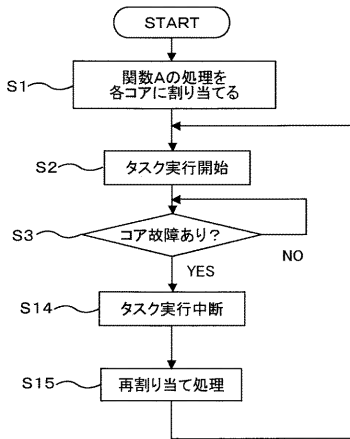 START
S1
関数Aの処理を
各コアに割り当てる
S2
タスク実行開始
S3
コア故障あり?
NO
YES
S14
タスク実行中断
S15
再割り当て処理